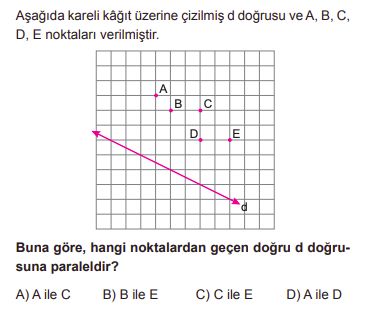 Aşağıda kareli kâğıt üzerine çizilmiş d doğrusu ve A, B, C,
D, E noktaları verilmiştir.
A
B
C
D
E
d
Buna göre, hangi noktalardan geçen doğru d doğru-
suna paraleldir?
A) A ile C B) B ile E C) C ile E D) A ile D